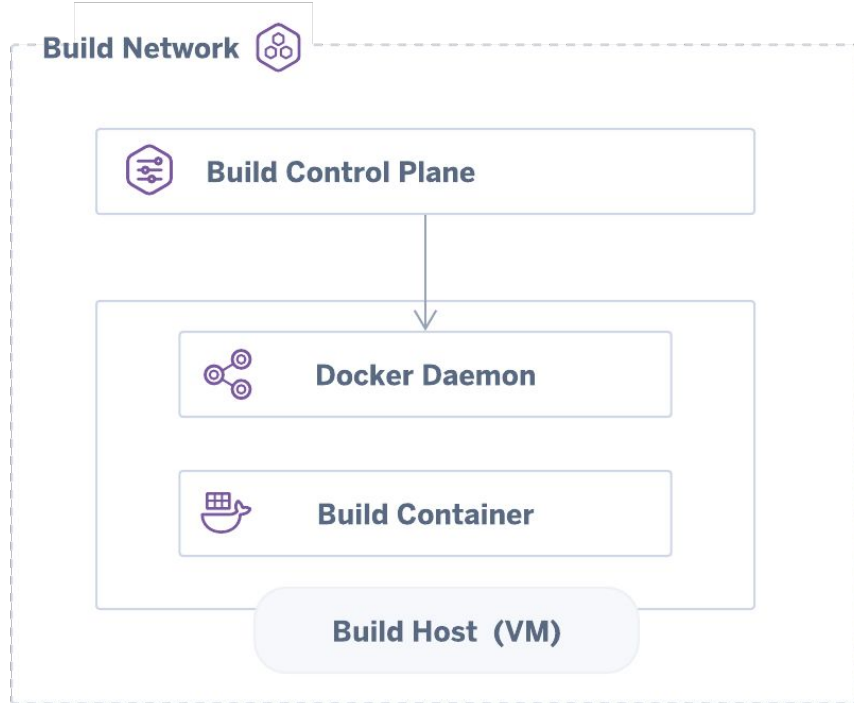 Build Network
Build Control Plane
Docker Daemon
Build Container
Build Host (VM)